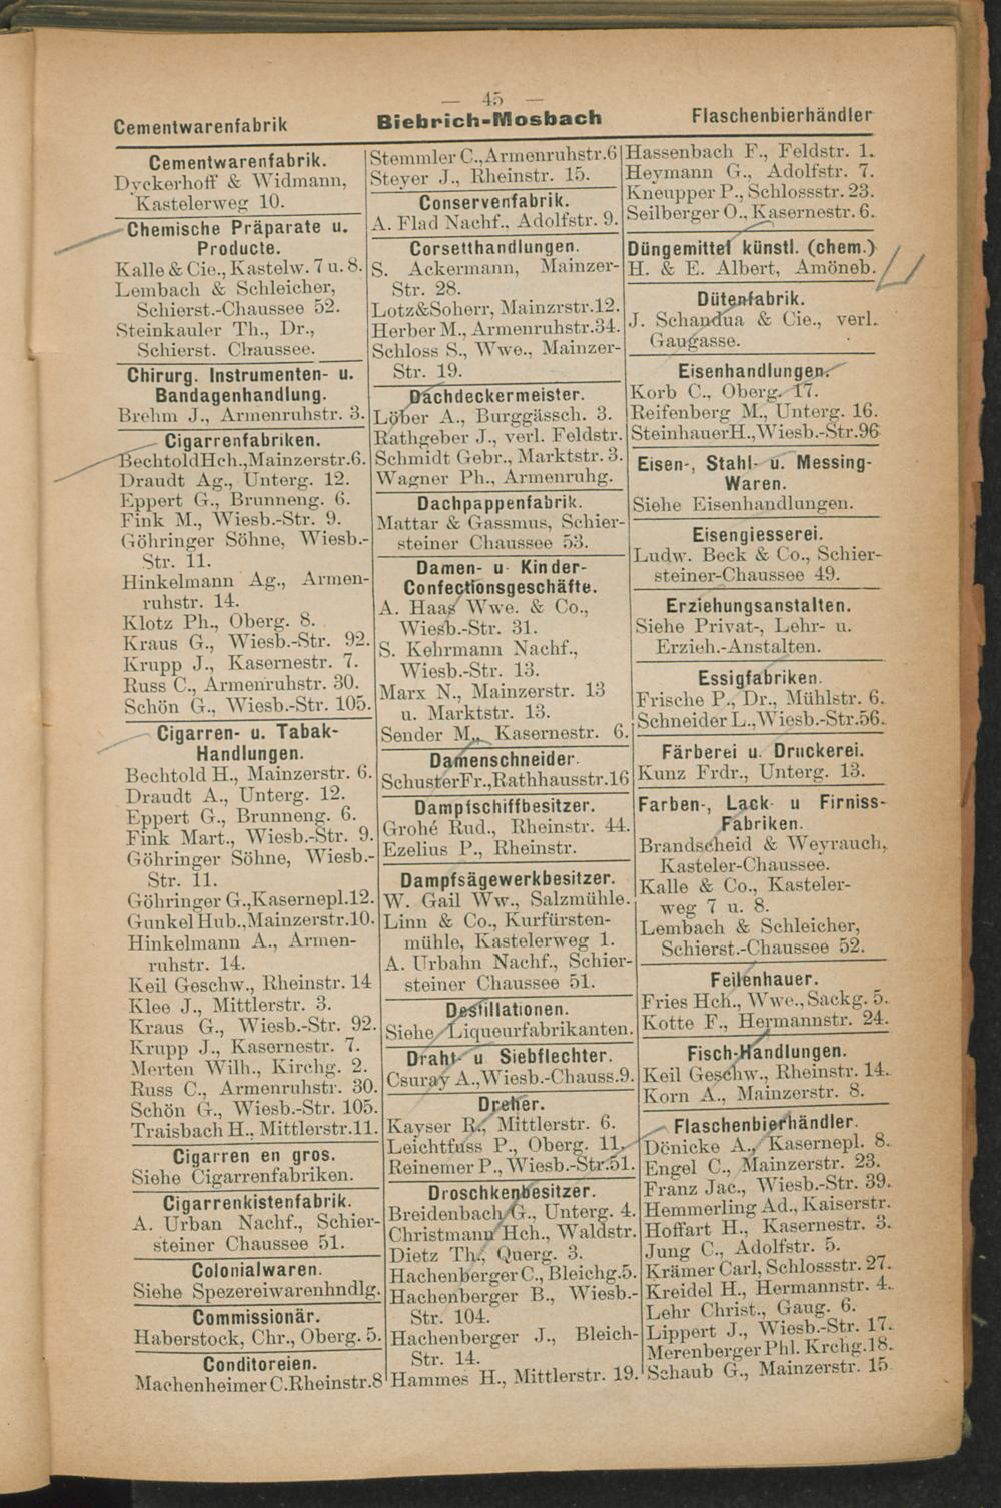 — 45 —
Cementwarenfabrik Biebrich-Mosbach Flaschenbierhändler
Cementwarenfabrik.
Dyckerhoff & Widmann,
Kastelerweg 10.
Chemische Präparate u.
Producte.
Kalle & Cie., Kastelw. 7 u. 8.
Lembach & Schleicher,
Schierst.-Chaussee 52.
Steinkauler Th., Dr.,
Schierst. Chaussee.
Chirurg. Instrumenten- u.
Bandagenhandlung.
Brehm J., Armenruhstr. 3.
Cigarrenfabriken.
Bechtold Hch., Mainzerstr. 6.
Draudt Ag., Unterg. 12.
Eppert G., Brunneng. 6.
Fink M., Wiesb.-Str. 9.
Göhringer Söhne, Wiesb.-
Str. 11.
Hinkelmann Ag., Armen-
ruhstr. 14.
Klotz Ph., Oberg. 8.
Kraus G., Wiesb.-Str. 92.
Krupp J., Kasernestr. 7.
Russ C., Armenruhstr. 30.
Schön G., Wiesb.-Str. 105.
Cigarren- u. Tabak-
Handlungen.
Bechtold H., Mainzerstr. 6.
Draudt A., Unterg. 12.
Eppert G., Brunneng. 6.
Fink Mart., Wiesb.-Str. 9.
Göhringer Söhne, Wiesb.-
Str. 11.
Göhringer G., Kasernepl. 12.
Gunkel Hub., Mainzerstr. 10.
Hinkelmann A., Armen-
ruhstr. 14.
Keil Geschw., Rheinstr. 14
Klee J., Mittlerstr. 3.
Kraus G., Wiesb.-Str. 92.
Krupp J., Kasernestr. 7.
Merten Wilh., Kirchg. 2.
Russ C., Armenruhstr. 30.
Schön G., Wiesb.-Str. 105.
Traisbach H., Mittlerstr. 11.
Cigarren en gros.
Siehe Cigarrenfabriken.
Cigarrenkistenfabrik.
A. Urban Nachf., Schier-
steiner Chaussee 51.
Colonialwaren.
Siehe Spezereiwarenhndlg.
Commissionär.
Haberstock, Chr., Oberg. 5.
Conditoreien.
Machenheimer C. Rheinstr. 8
Stemmler C., Armenruhstr. 6
Steyer J., Rheinstr. 15.
Conservenfabrik.
A. Flad Nachf., Adolfstr. 9.
Corsetthandlungen.
S. Ackermann, Mainzer-
Str. 28.
Lotz & Soherr, Mainzrstr. 12.
Herber M., Armenruhstr. 34.
Schloss S., Wwe., Mainzer-
Str. 19.
Dachdeckermeister.
Löber A., Burggässch. 3.
Rathgeber J., verl. Feldstr.
Schmidt Gebr., Marktstr. 3.
Wagner Ph., Armenruhg.
Dachpappenfabrik.
Mattar & Gassmus, Schier-
steiner Chaussee 53.
Damen- u. Kinder-
Confectionsgeschäfte.
A. Haas Wwe. & Co.,
Wiesb.-Str. 31.
S. Kehrmann Nachf.,
Wiesb.-Str. 13.
Marx N., Mainzerstr. 13
u. Marktstr. 13.
Sender M., Kasernestr. 6.
Damenschneider.
Schuster Fr., Rathhausstr. 16
Dampfschiffbesitzer.
Grohé Rud., Rheinstr. 44.
Ezelius P., Rheinstr.
Dampfsägewerkbesitzer.
W. Gail Ww., Salzmühle.
Linn & Co., Kurfürsten-
mühle, Kastelerweg 1.
A. Urbahn Nachf., Schier-
steiner Chaussee 51.
Destillationen.
Siehe Liqueurfabrikanten.
Draht- u Siebflechter.
Csuray A., Wiesb.-Chauss. 9.
Dreher.
Kayser R., Mittlerstr. 6.
Leichtfuss P., Oberg. 11.
Reinemer P., Wiesb.-Str. 51.
Droschkenbesitzer.
Breidenbach G., Unterg. 4.
Christmann Hch., Waldstr.
Dietz Th., Querg. 3.
Hachenberger C., Bleichg. 5.
Hachenberger B., Wiesb.-
Str. 104.
Hachenberger J., Bleich-
Str. 14.
Hammes H., Mittlerstr. 19.
Hassenbach F., Feldstr. 1.
Heymann G., Adolfstr. 7.
Kneupper P., Schlossstr. 23.
Seilberger O., Kasernestr. 6.
Düngemittel künstl. (chem.)
H. & E. Albert, Amöneb.
Dütenfabrik.
J. Schandua & Cie., verl.
Gaugasse.
Eisenhandlungen.
Korb C., Oberg. 17.
Reifenberg M., Unterg. 16.
Steinhauer H., Wiesb.-Str. 96
Eisen-, Stahl- u. Messing-
Waren.
Siehe Eisenhandlungen.
Eisengiesserei.
Ludw. Beck & Co., Schier-
steiner-Chaussee 49.
Erziehungsanstalten.
Siehe Privat-, Lehr- u.
Erzieh.-Anstalten.
Essigfabriken.
Frische P., Dr., Mühlstr. 6.
Schneider L., Wiesb.-Str. 56.
Färberei u. Druckerei.
Kunz Frdr., Unterg. 13.
Farben-, Lack- u Firniss-
Fabriken.
Brandscheid & Weyrauch,
Kasteler-Chaussee.
Kalle & Co., Kasteler-
weg 7 u. 8.
Lembach & Schleicher,
Schierst.-Chaussee 52.
Feilenhauer.
Fries Hch., Wwe., Sackg. 5.
Kotte F., Hermannstr. 24.
Fisch-Handlungen.
Keil Geschw., Rheinstr. 14.
Korn A., Mainzerstr. 8.
Flaschenbierhändler.
Dönicke A., Kasernepl. 8.
Engel C., Mainzerstr. 23.
Franz Jac., Wiesb.-Str. 39.
Hemmerling Ad., Kaiserstr.
Hoffart H., Kasernestr. 3.
Jung C., Adolfstr. 5.
Krämer Carl, Schlossstr. 27.
Kreidel H., Hermannstr. 4.
Lehr Christ., Gaug. 6.
Lippert J., Wiesb.-Str. 17.
Merenberger Phl. Krchg. 18.
Schaub G., Mainzerstr. 15.